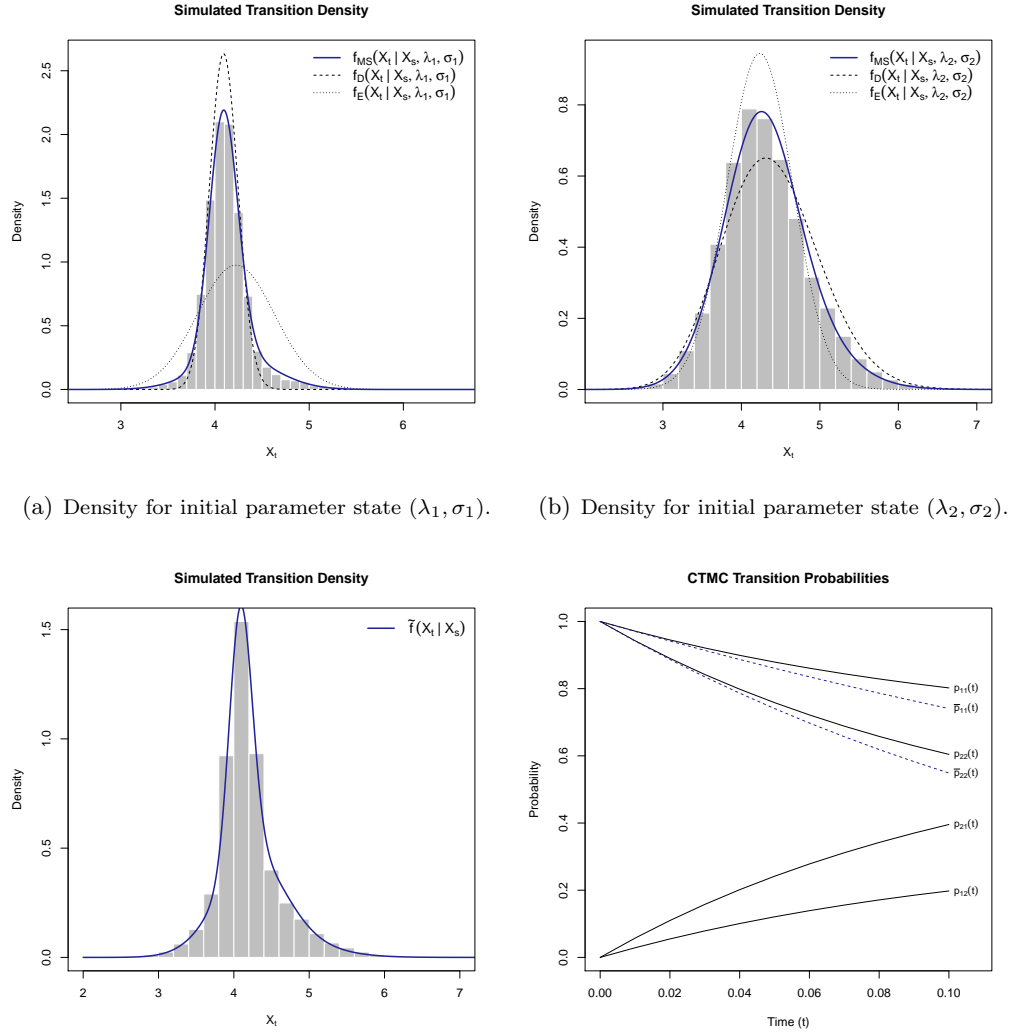 Simulated Transition Density
f_MS(X_t | X_s, λ_1, σ_1)
f_D(X_t | X_s, λ_1, σ_1)
f_E(X_t | X_s, λ_1, σ_1)
Density
0.0
0.5
1.0
1.5
2.0
2.5
3
4
5
6
X_t
Simulated Transition Density
f_MS(X_t | X_s, λ_2, σ_2)
f_D(X_t | X_s, λ_2, σ_2)
f_E(X_t | X_s, λ_2, σ_2)
Density
0.0
0.2
0.4
0.6
0.8
3
4
5
6
7
X_t
(a) Density for initial parameter state (λ_1, σ_1).
(b) Density for initial parameter state (λ_2, σ_2).
Simulated Transition Density
f̃(X_t | X_s)
Density
0.0
0.5
1.0
1.5
2
3
4
5
6
7
X_t
CTMC Transition Probabilities
Probability
0.0
0.2
0.4
0.6
0.8
1.0
p_11(t)
p̅_11(t)
p_22(t)
p̅_22(t)
p_21(t)
p_12(t)
0.00
0.02
0.04
0.06
0.08
0.10
Time (t)